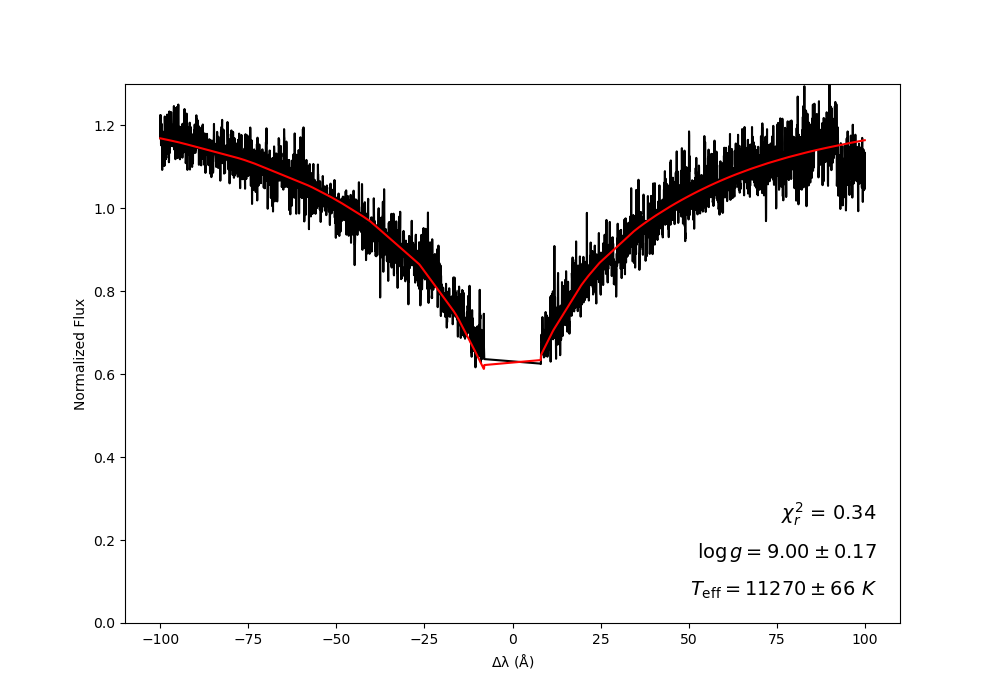 1.2
1.0
0.8
0.6
0.4
0.2
0.0
Normalized Flux
χ²ᵣ = 0.34
log g = 9.00 ± 0.17
T_eff = 11270 ± 66 K
−100 −75 −50 −25 0 25 50 75 100
Δλ (Å)